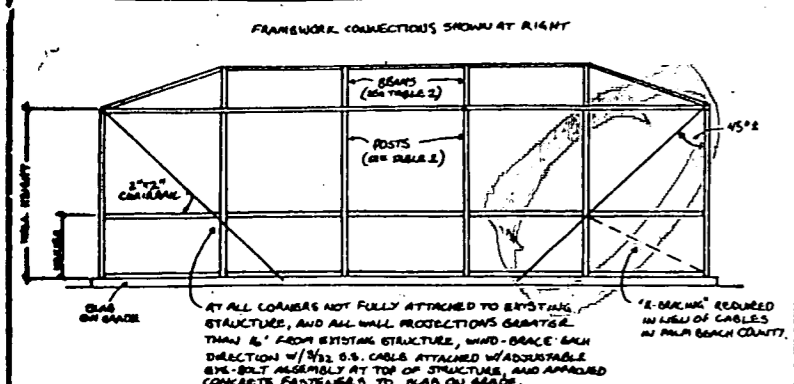 FRAMEWORK CONNECTIONS SHOWN AT RIGHT
BEAMS
(SEE TABLE 2)
45°±
POSTS
(SEE TABLE 2)
WALL HEIGHT
2"x2"
CHAIRRAIL
SLAB
ON GRADE
AT ALL CORNERS NOT FULLY ATTACHED TO EXISTING
STRUCTURE, AND ALL WALL PROJECTIONS GREATER
THAN 16' FROM EXISTING STRUCTURE, WIND-BRACE EACH
DIRECTION W/ 3/32 S.S. CABLE ATTACHED W/ADJUSTABLE
EYE-BOLT ASSEMBLY AT TOP OF STRUCTURE, AND APPROVED
CONCRETE FASTENERS TO SLAB ON GRADE.
"K-BRACING" REQUIRED
IN LIEU OF CABLES
IN PALM BEACH COUNTY.